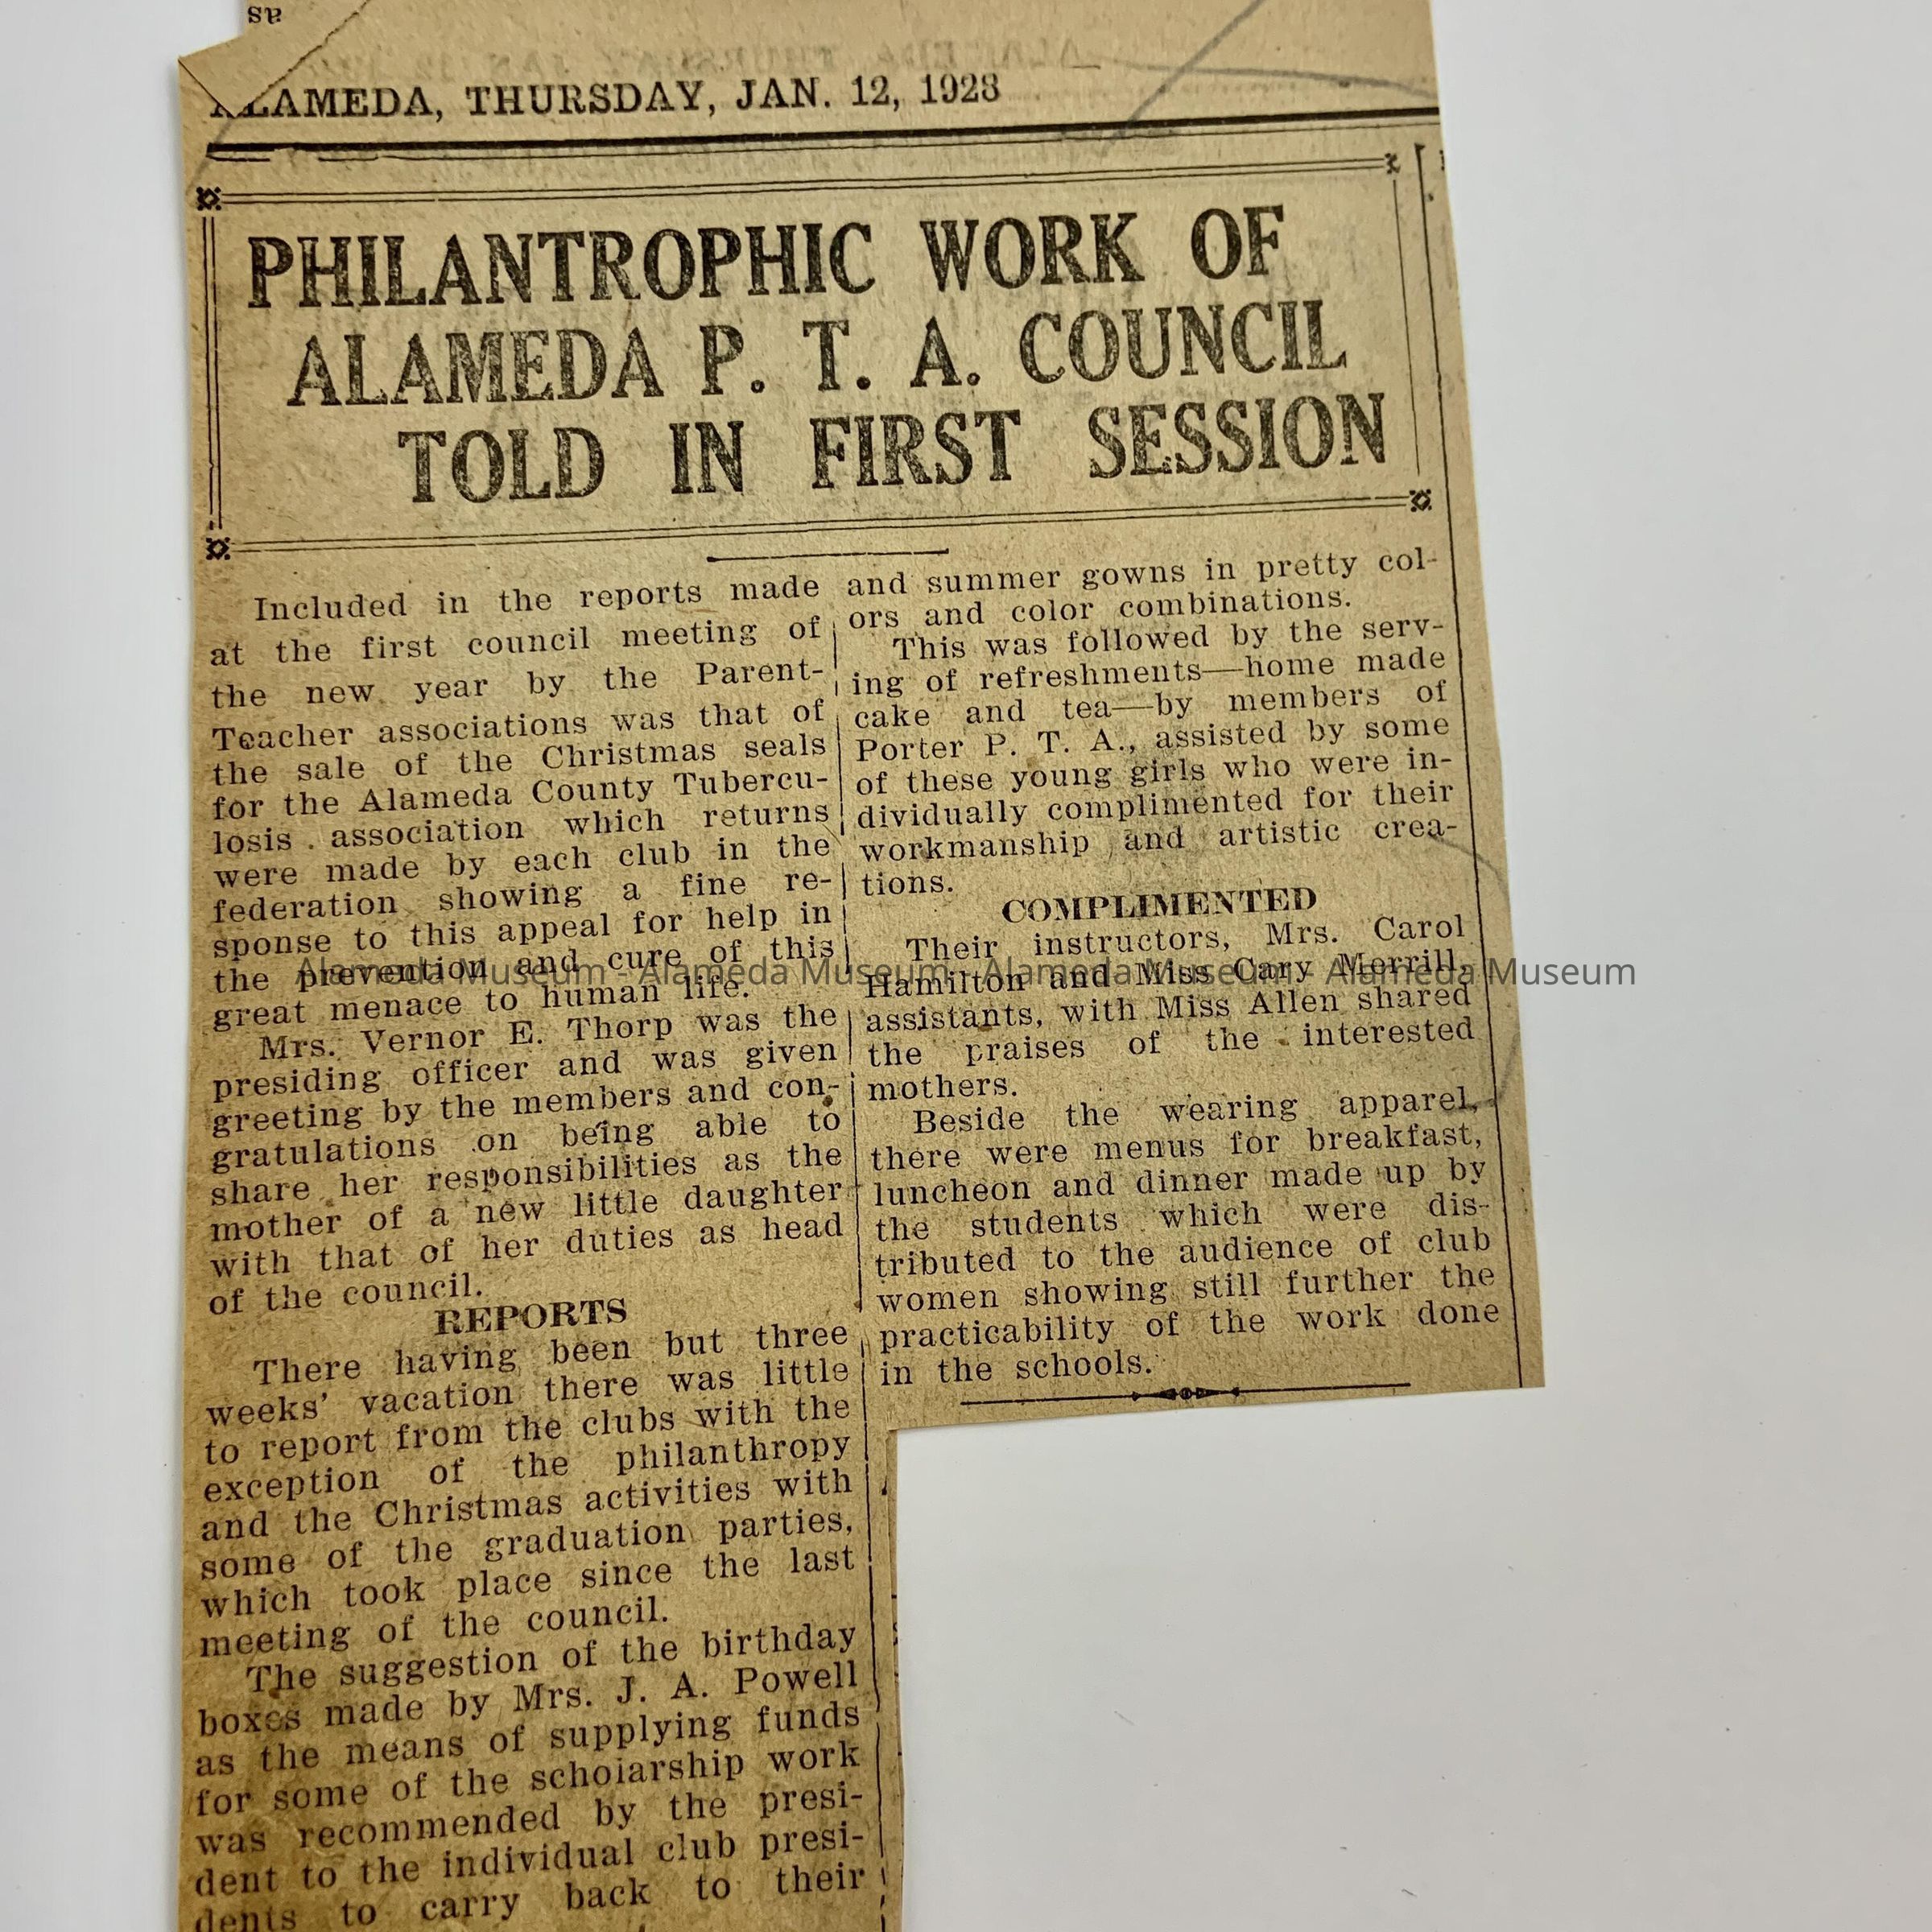 ALAMEDA, THURSDAY, JAN. 12, 1928
PHILANTROPHIC WORK OF
ALAMEDA P. T. A. COUNCIL
TOLD IN FIRST SESSION
Included in the reports made
at the first council meeting of
the new year by the Parent-
Teacher associations was that of
the sale of the Christmas seals
for the Alameda County Tubercu-
losis association which returns
were made by each club in the
federation showing a fine re-
sponse to this appeal for help in
the prevention and cure of this
great menace to human life.
Mrs. Vernor E. Thorp was the
presiding officer and was given
greeting by the members and con-
gratulations on being able to
share her responsibilities as the
mother of a new little daughter
with that of her duties as head
of the council.
REPORTS
There having been but three
weeks' vacation there was little
to report from the clubs with the
exception of the philanthropy
and the Christmas activities with
some of the graduation parties,
which took place since the last
meeting of the council.
The suggestion of the birthday
boxes made by Mrs. J. A. Powell
as the means of supplying funds
for some of the scholarship work
was recommended by the presi-
dent to the individual club presi-
dents to carry back to their
and summer gowns in pretty col-
ors and color combinations.
This was followed by the serv-
ing of refreshments—home made
cake and tea—by members of
Porter P. T. A., assisted by some
of these young girls who were in-
dividually complimented for their
workmanship and artistic crea-
tions.
COMPLIMENTED
Their instructors, Mrs. Carol
Hamilton and Miss Cary Merrill,
assistants, with Miss Allen shared
the praises of the interested
mothers.
Beside the wearing apparel,
there were menus for breakfast,
luncheon and dinner made up by
the students which were dis-
tributed to the audience of club
women showing still further the
practicability of the work done
in the schools.
Alameda Museum - Alameda Museum - Alameda Museum - Alameda Museum